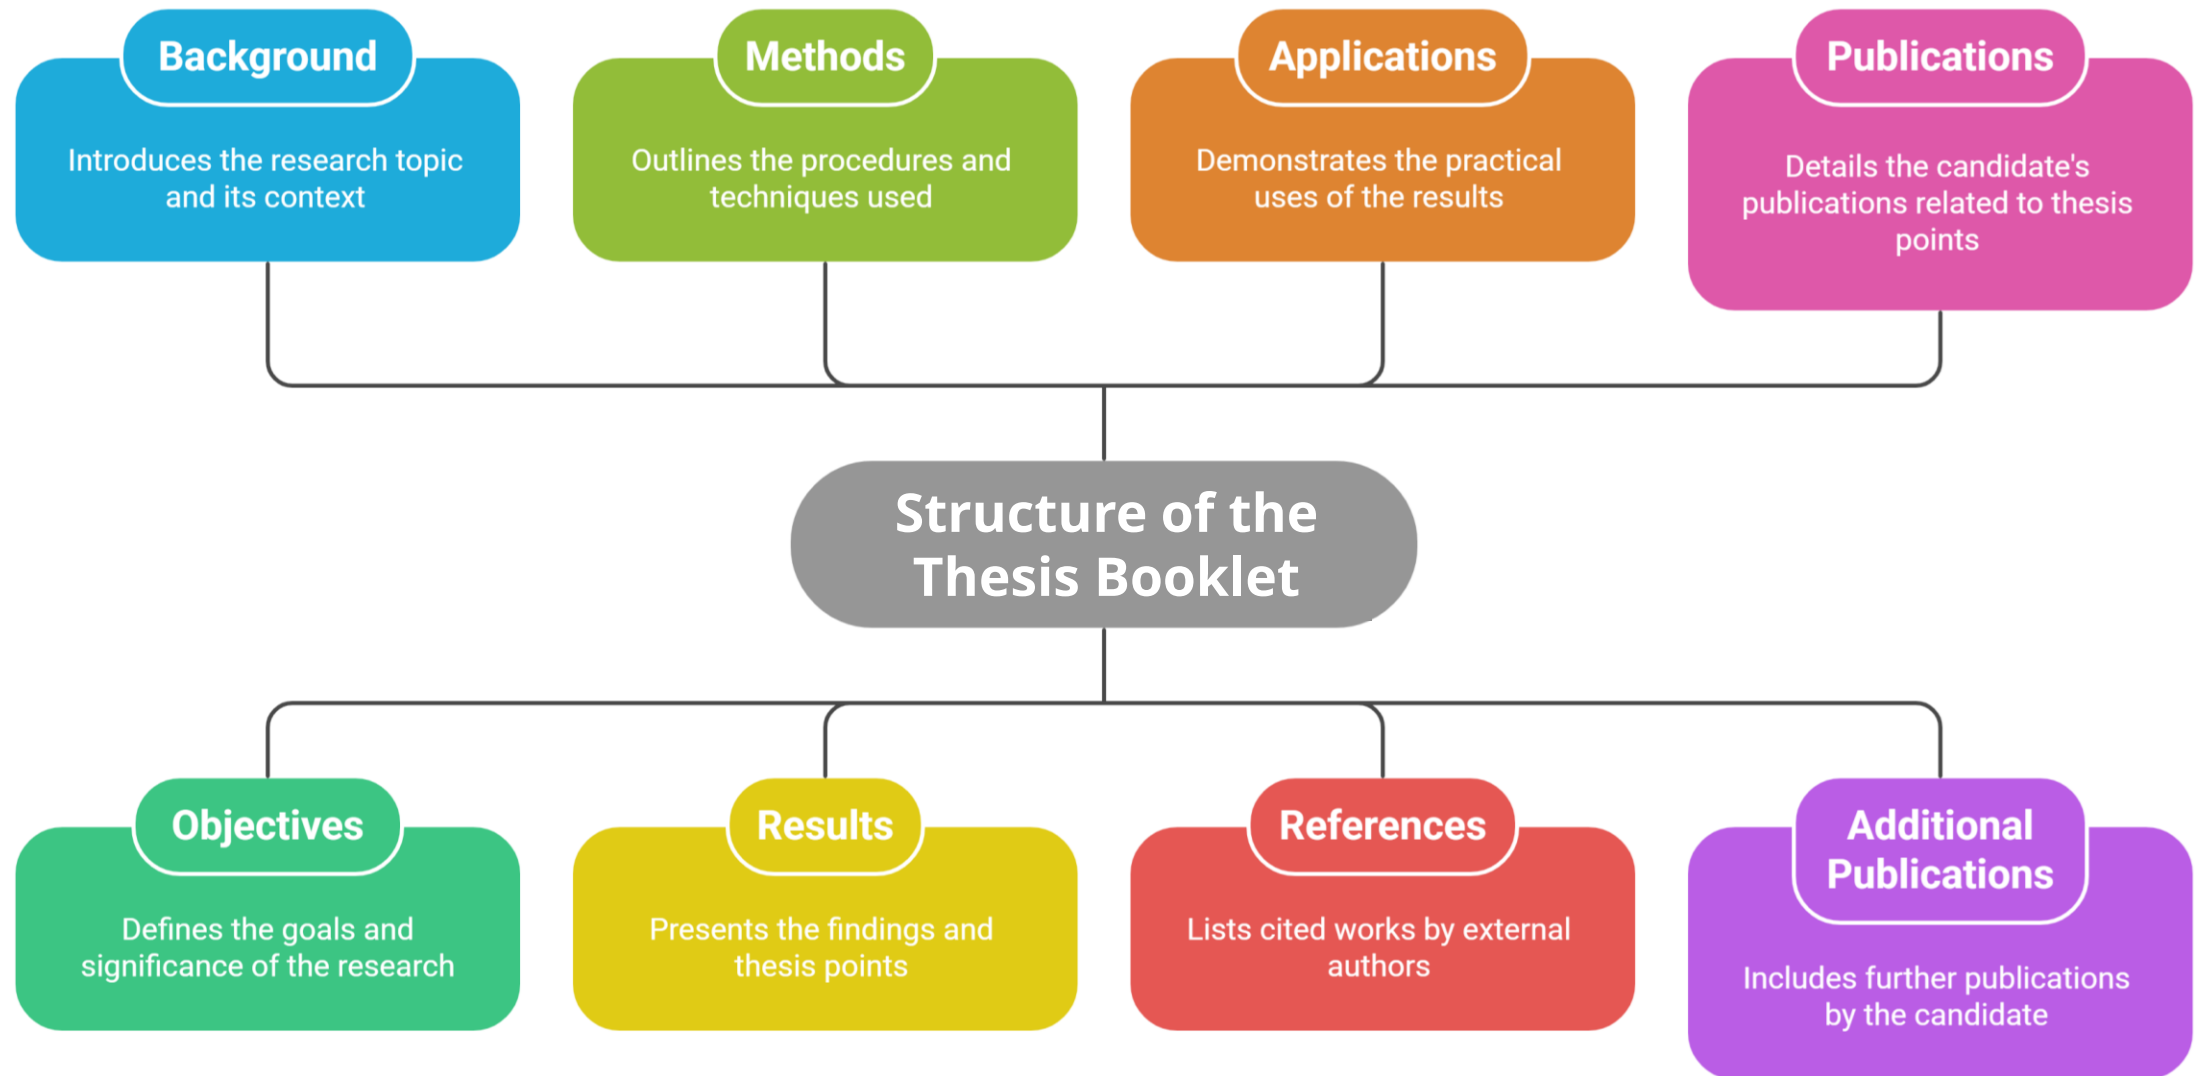 Background
Introduces the research topic
and its context
Methods
Outlines the procedures and
techniques used
Applications
Demonstrates the practical
uses of the results
Publications
Details the candidate's
publications related to thesis
points
Structure of the
Thesis Booklet
Objectives
Defines the goals and
significance of the research
Results
Presents the findings and
thesis points
References
Lists cited works by external
authors
Additional
Publications
Includes further publications
by the candidate